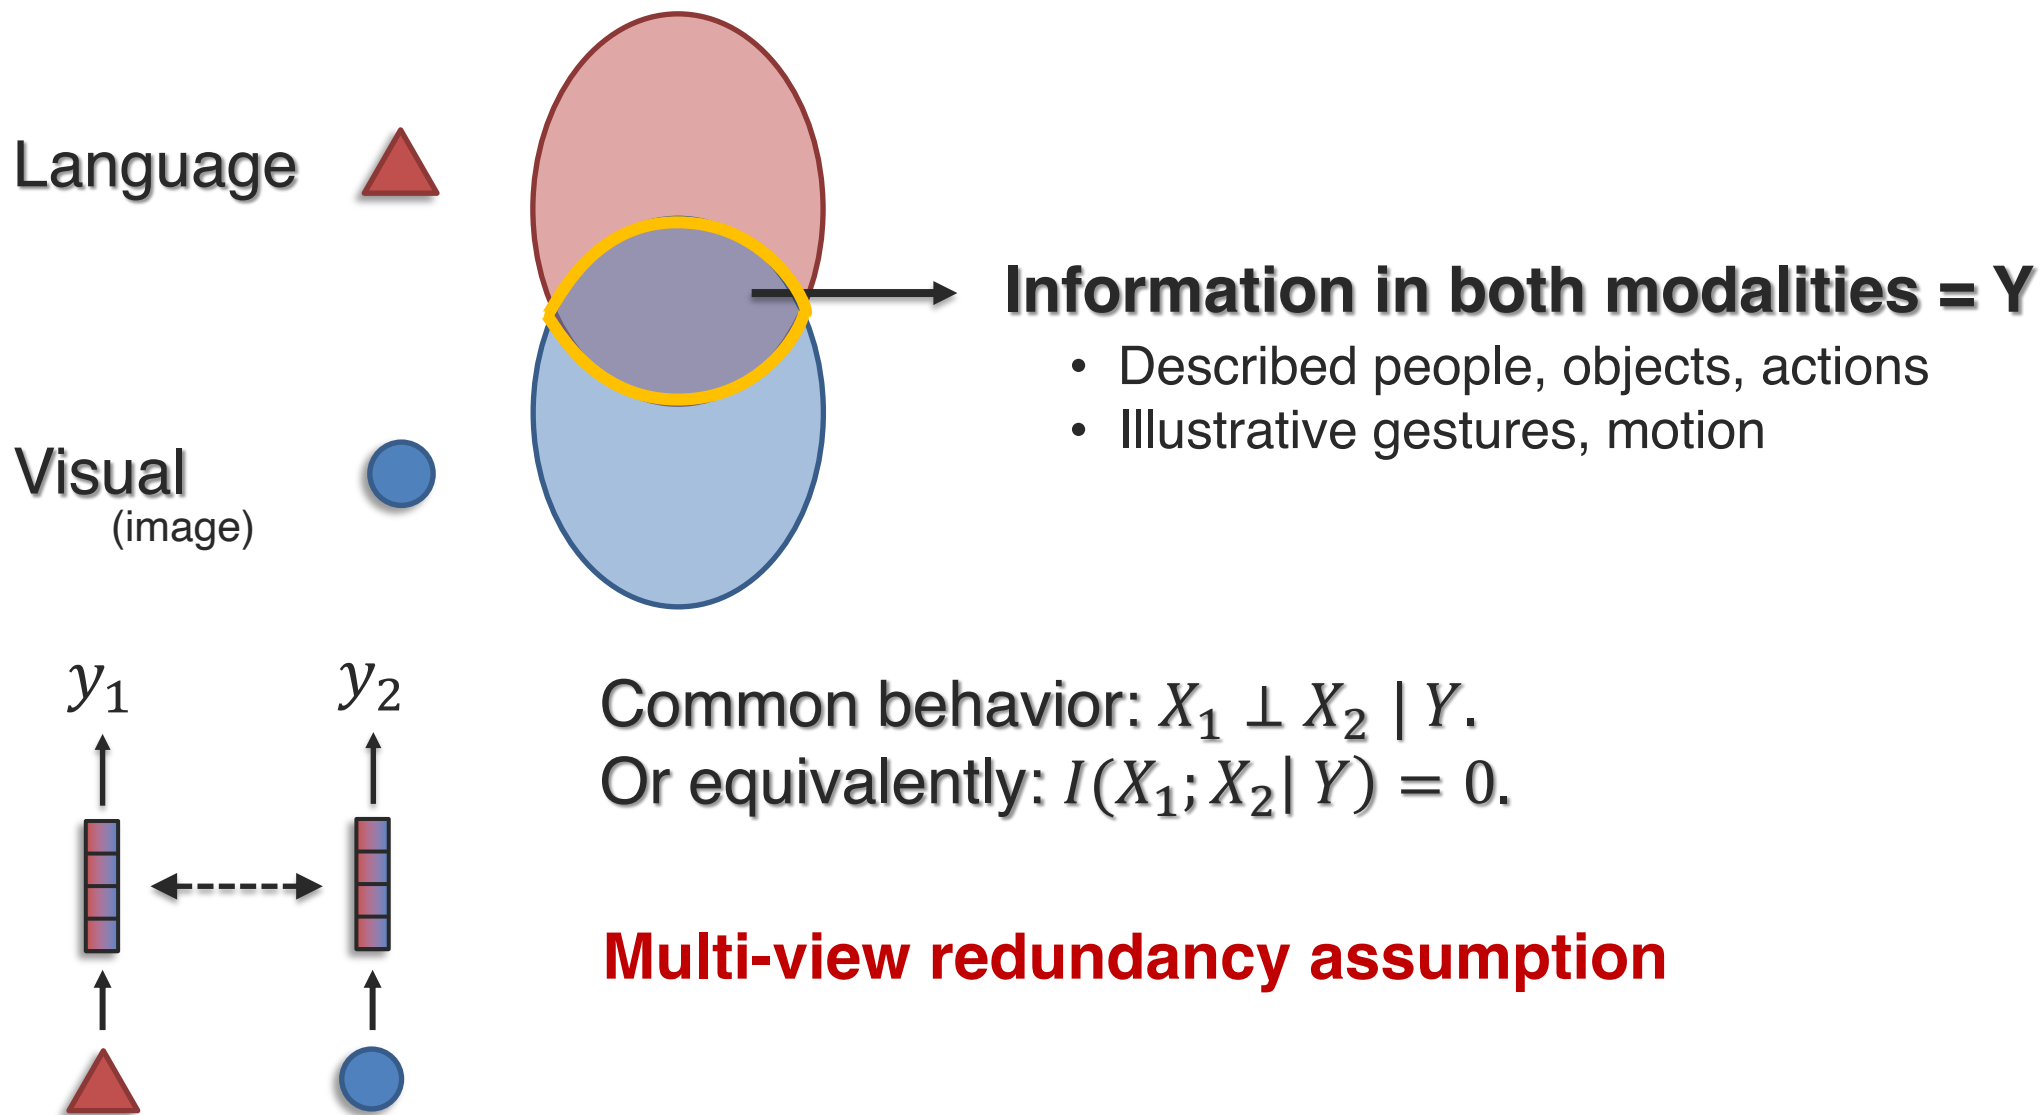 Language
Information in both modalities = Y
• Described people, objects, actions
• Illustrative gestures, motion
Visual
(image)
y₁
y₂
Common behavior: X₁ ⊥ X₂ | Y.
Or equivalently: I(X₁; X₂| Y) = 0.
Multi-view redundancy assumption